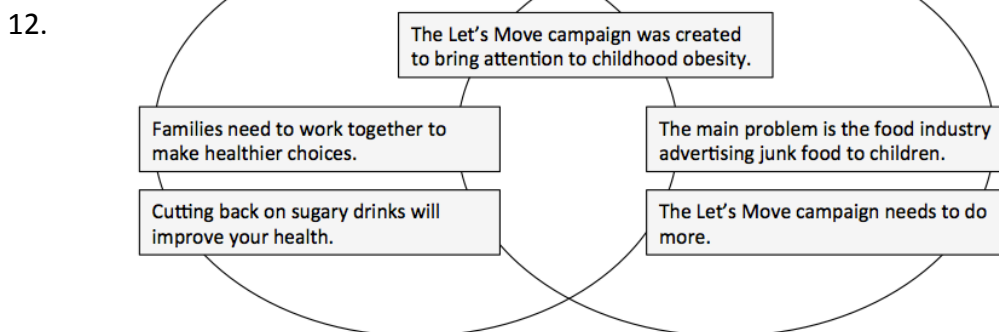 12.
The Let's Move campaign was created
to bring attention to childhood obesity.
Families need to work together to
make healthier choices.
The main problem is the food industry
advertising junk food to children.
Cutting back on sugary drinks will
improve your health.
The Let's Move campaign needs to do
more.